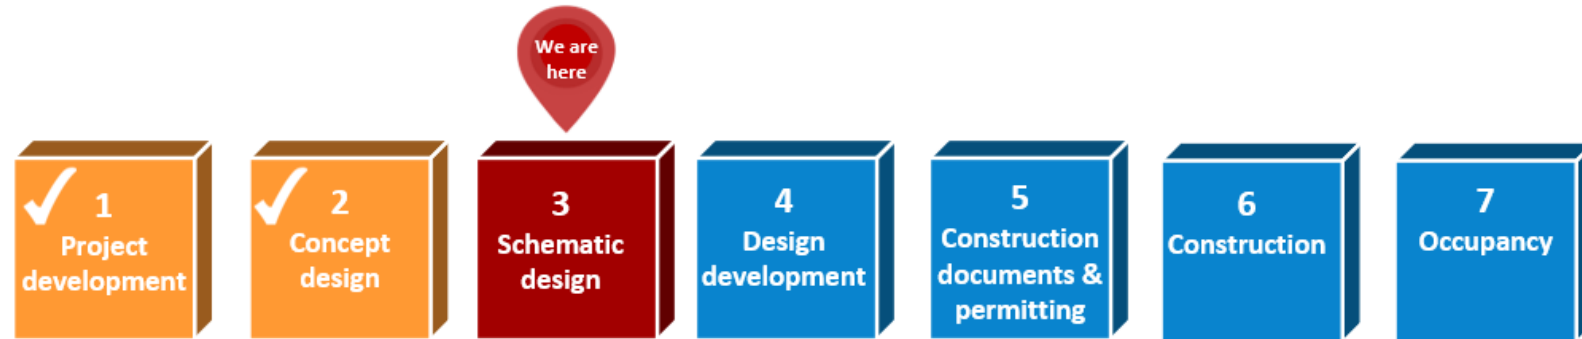 We are
here
1
Project
development
2
Concept
design
3
Schematic
design
4
Design
development
5
Construction
documents &
permitting
6
Construction
7
Occupancy